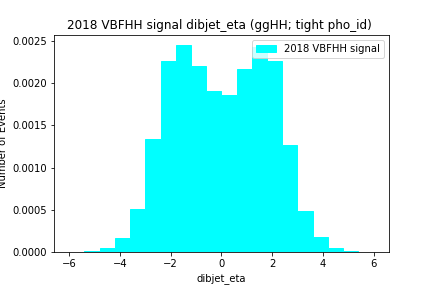 2018 VBFHH signal dibjet_eta (ggHH; tight pho_id)
2018 VBFHH signal
0.0025
0.0020
0.0015
0.0010
0.0005
0.0000
Number of Events
−6 −4 −2 0 2 4 6
dibjet_eta